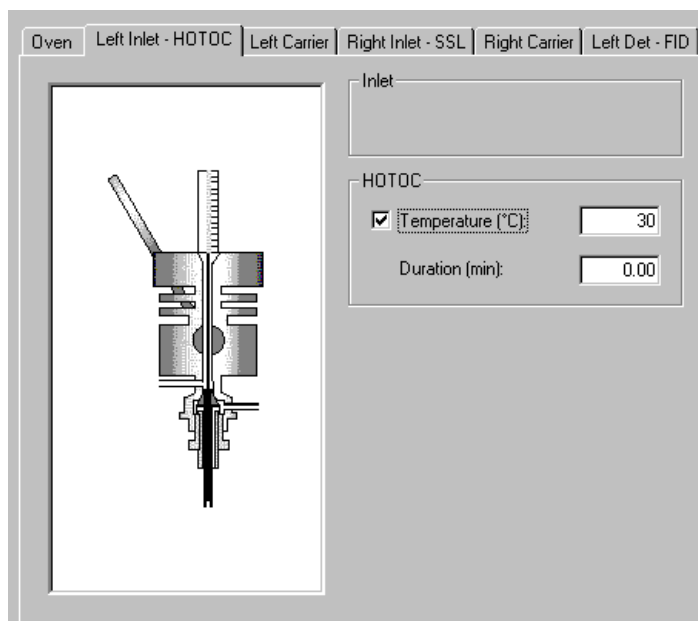 Oven Left Inlet - HOTOC Left Carrier Right Inlet - SSL Right Carrier Left Det - FID
Inlet
HOTOC
Temperature (°C): 30
Duration (min): 0.00